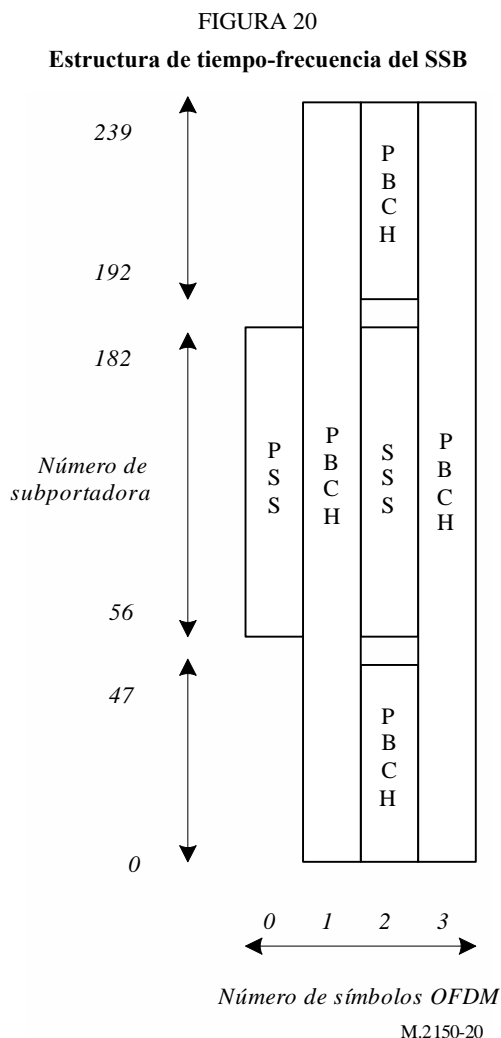 FIGURA 20
Estructura de tiempo-frecuencia del SSB
239
192
182
Número de
subportadora
56
47
0
PBCH
PSS
PBCH
SSS
PBCH
PBCH
0 1 2 3
Número de símbolos OFDM
M.2150-20